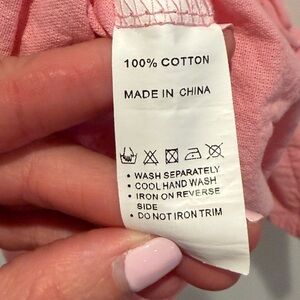 100% COTTON
MADE IN CHINA
• WASH SEPARATELY
• COOL HAND WASH
• IRON ON REVERSE
SIDE
• DO NOT IRON TRIM